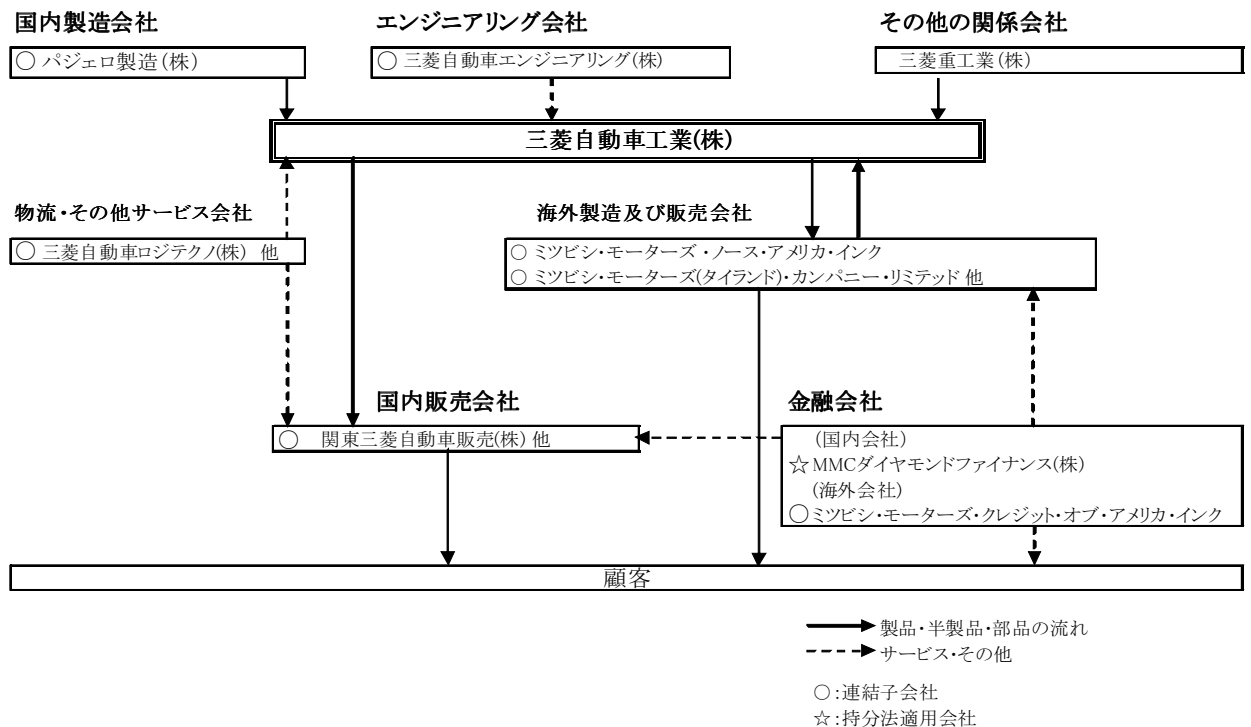 国内製造会社
○ パジェロ製造(株)
エンジニアリング会社
○ 三菱自動車エンジニアリング(株)
その他の関係会社
三菱重工業(株)
三菱自動車工業(株)
物流・その他サービス会社
○ 三菱自動車ロジテクノ(株) 他
海外製造及び販売会社
○ ミツビシ・モーターズ・ノース・アメリカ・インク
○ ミツビシ・モーターズ(タイランド)・カンパニー・リミテッド 他
国内販売会社
○ 関東三菱自動車販売(株) 他
金融会社
(国内会社)
☆MMCダイヤモンドファイナンス(株)
(海外会社)
○ミツビシ・モーターズ・クレジット・オブ・アメリカ・インク
顧客
製品・半製品・部品の流れ
サービス・その他
○:連結子会社
☆:持分法適用会社